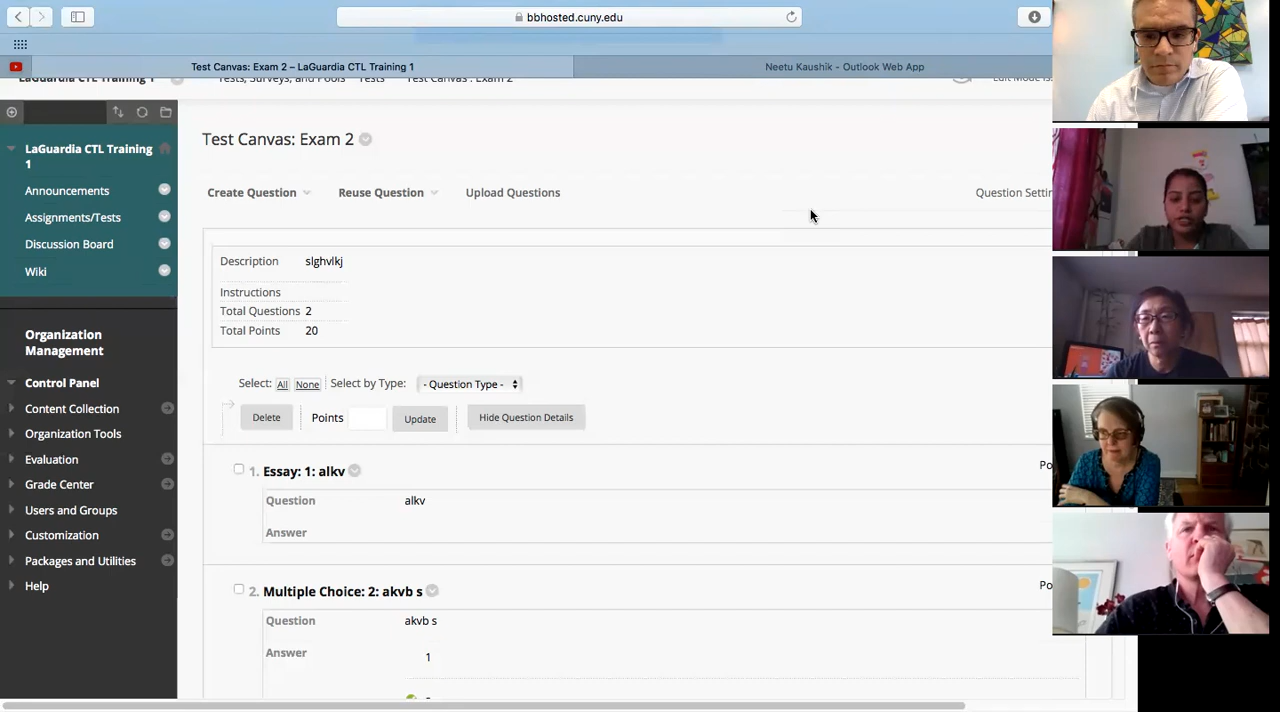 bbhosted.cuny.edu
Test Canvas: Exam 2 – LaGuardia CTL Training 1
Neetu Kaushik - Outlook Web App
LaGuardia CTL Training 1
Tests, Surveys, and Pools
Tests
Test Canvas : Exam 2
Edit Mode is:
LaGuardia CTL Training
1
Announcements
Assignments/Tests
Discussion Board
Wiki
Organization
Management
Control Panel
Content Collection
Organization Tools
Evaluation
Grade Center
Users and Groups
Customization
Packages and Utilities
Help
Test Canvas: Exam 2
Create Question
Reuse Question
Upload Questions
Question Settin
Description slghvlkj
Instructions
Total Questions 2
Total Points 20
Select: All None Select by Type: - Question Type -
Delete Points Update Hide Question Details
1. Essay: 1: alkv
Po
Question alkv
Answer
2. Multiple Choice: 2: akvb s
Po
Question akvb s
Answer 1